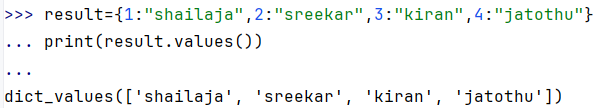 >>> result={1:"shailaja",2:"sreekar",3:"kiran",4:"jatothu"}
... print(result.values())
...
dict_values(['shailaja', 'sreekar', 'kiran', 'jatothu'])